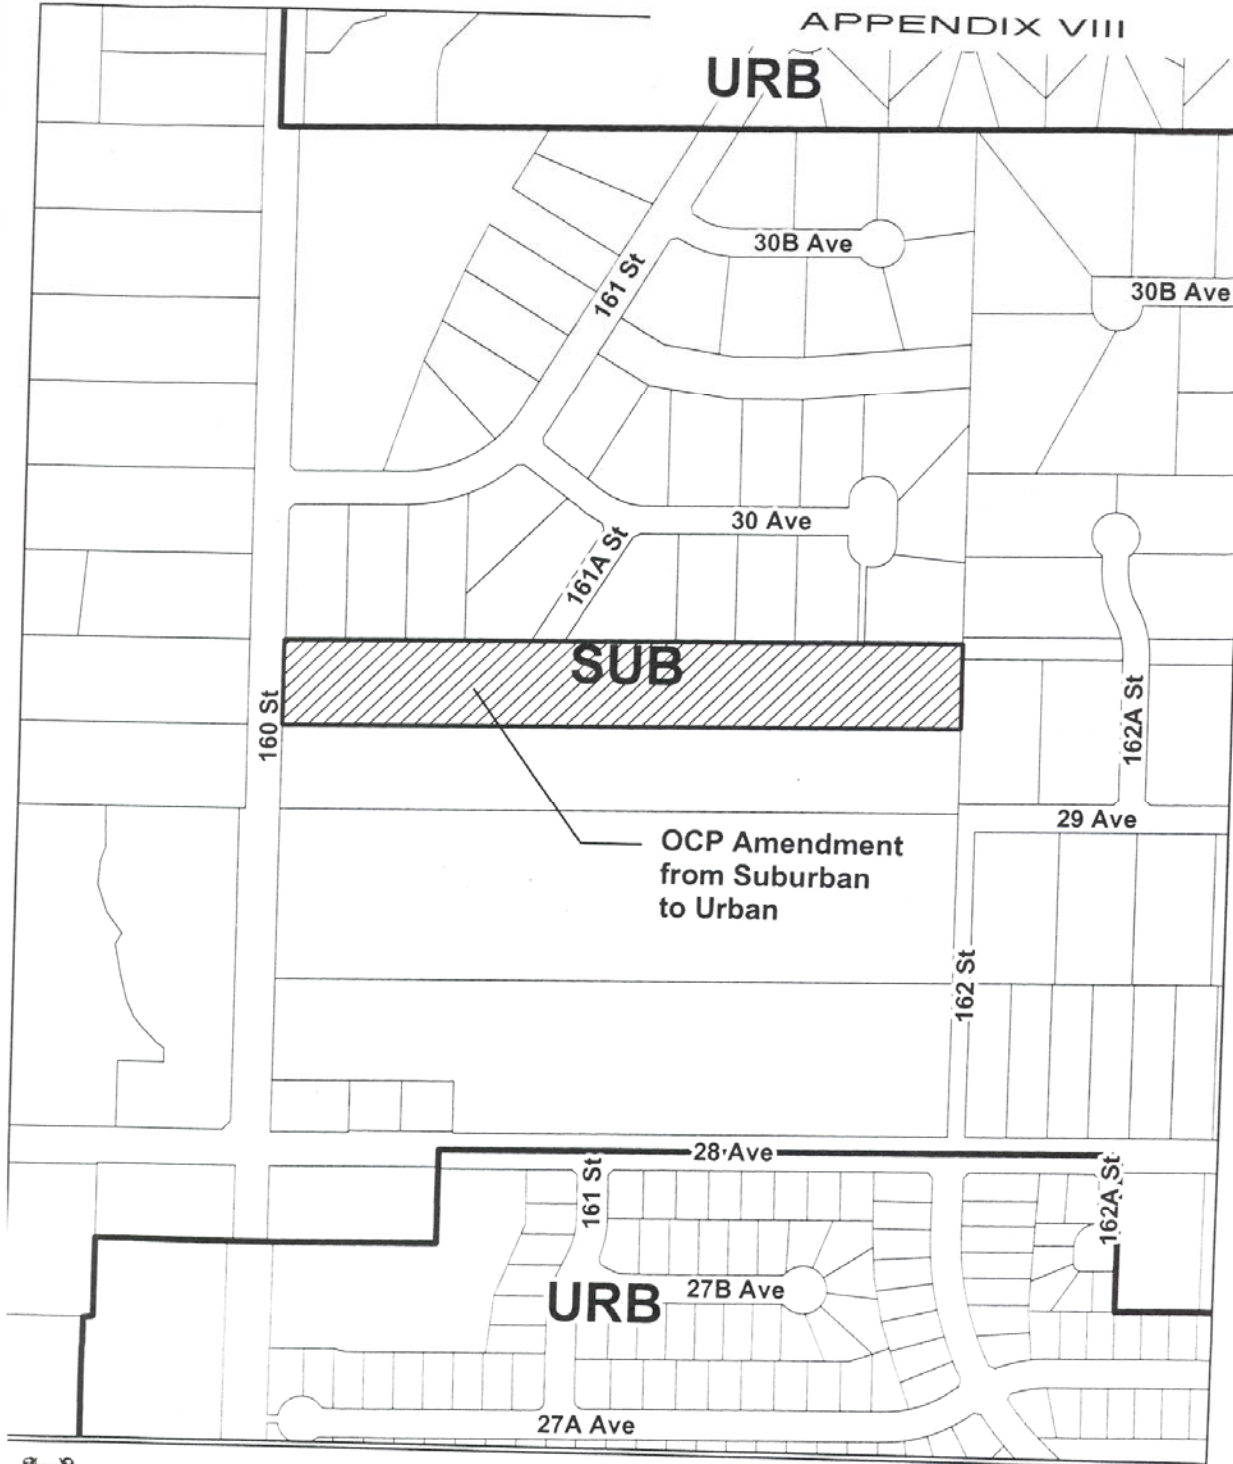 APPENDIX VIII
URB
30B Ave
161 St
30B Ave
30 Ave
161A St
SUB
160 St
162A St
29 Ave
OCP Amendment
from Suburban
to Urban
162 St
28 Ave
161 St
162A St
27B Ave
URB
27A Ave